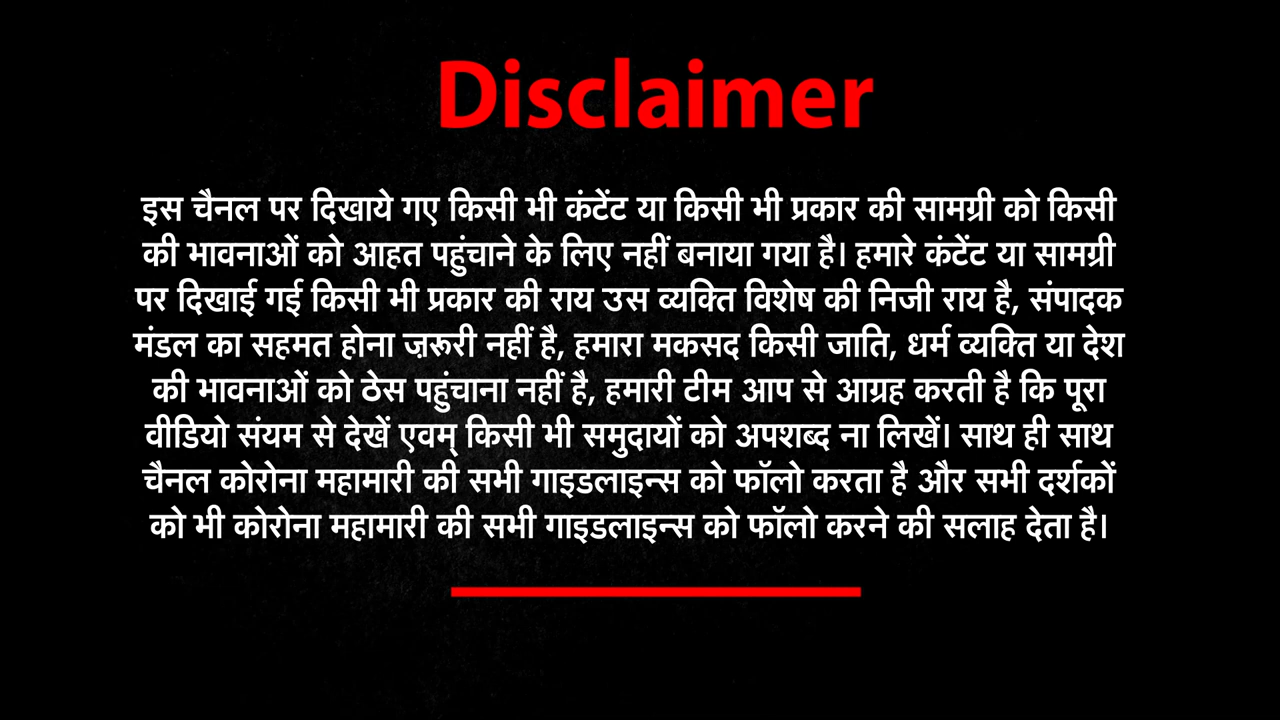 Disclaimer
इस चैनल पर दिखाये गए किसी भी कंटेंट या किसी भी प्रकार की सामग्री को किसी
की भावनाओं को आहत पहुंचाने के लिए नहीं बनाया गया है। हमारे कंटेंट या सामग्री
पर दिखाई गई किसी भी प्रकार की राय उस व्यक्ति विशेष की निजी राय है, संपादक
मंडल का सहमत होना ज़रूरी नहीं है, हमारा मकसद किसी जाति, धर्म व्यक्ति या देश
की भावनाओं को ठेस पहुंचाना नहीं है, हमारी टीम आप से आग्रह करती है कि पूरा
वीडियो संयम से देखें एवम् किसी भी समुदायों को अपशब्द ना लिखें। साथ ही साथ
चैनल कोरोना महामारी की सभी गाइडलाइन्स को फॉलो करता है और सभी दर्शकों
को भी कोरोना महामारी की सभी गाइडलाइन्स को फॉलो करने की सलाह देता है।